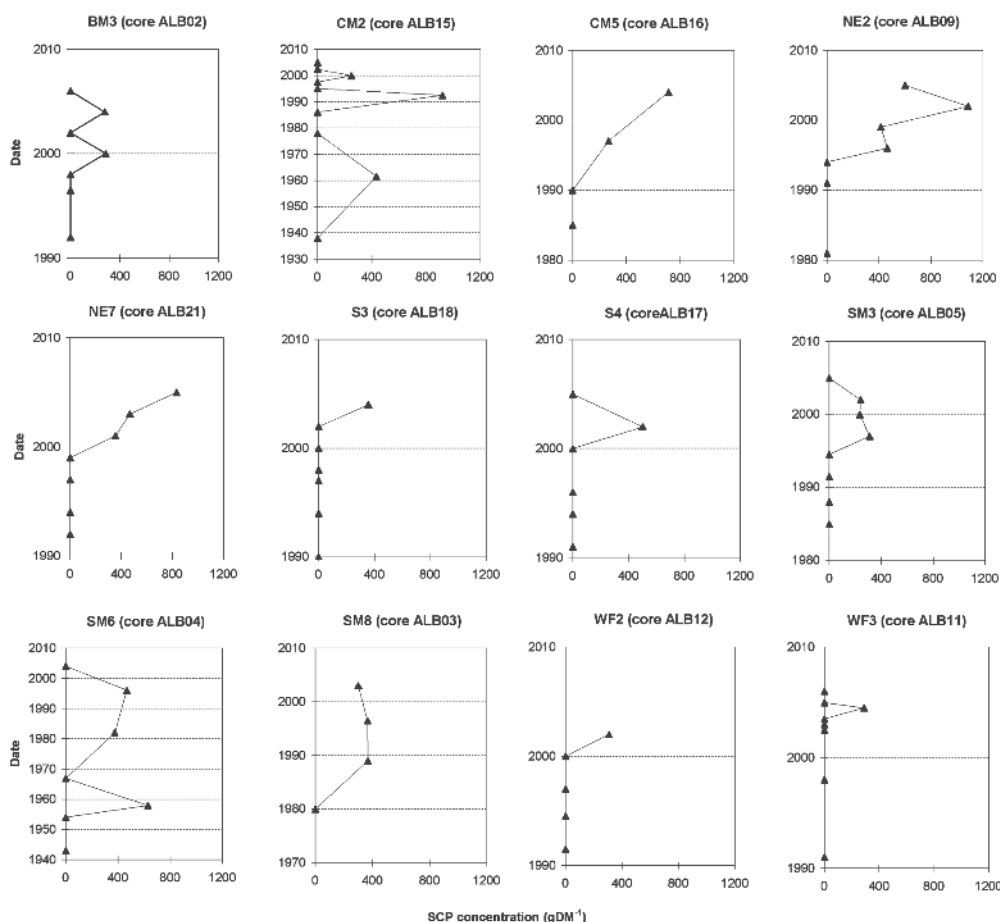 BM3 (core ALB02) CM2 (core ALB15) CM5 (core ALB16) NE2 (core ALB09)
2010 2010 2010 2010
2000
1990 2000 2000
1980
2000 1970
1960 1990 1990
1950
1940
1990 1930 1980 1980
Date
0 400 800 1200 0 400 800 1200 0 400 800 1200 0 400 800 1200
NE7 (core ALB21) S3 (core ALB18) S4 (coreALB17) SM3 (core ALB05)
2010 2010 2010 2010
2000
2000 2000 2000
1990
1990 1990 1990 1980
Date
0 400 800 1200 0 400 800 1200 0 400 800 1200 0 400 800 1200
SM6 (core ALB04) SM8 (core ALB03) WF2 (core ALB12) WF3 (core ALB11)
2010 2010 2010 2010
2000
1990 2000
1980 2000 2000
1970 1990
1960
1950 1980
1940 1970 1990 1990
Date
0 400 800 1200 0 400 800 1200 0 400 800 1200 0 400 800 1200
SCP concentration (gDM⁻¹)